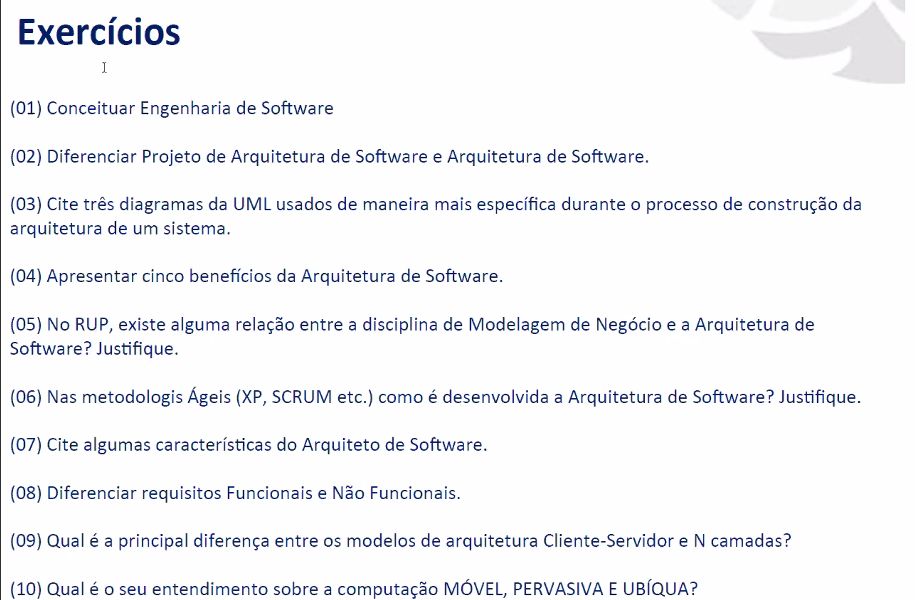 Exercícios
(01) Conceituar Engenharia de Software
(02) Diferenciar Projeto de Arquitetura de Software e Arquitetura de Software.
(03) Cite três diagramas da UML usados de maneira mais específica durante o processo de construção da
arquitetura de um sistema.
(04) Apresentar cinco benefícios da Arquitetura de Software.
(05) No RUP, existe alguma relação entre a disciplina de Modelagem de Negócio e a Arquitetura de
Software? Justifique.
(06) Nas metodologis Ágeis (XP, SCRUM etc.) como é desenvolvida a Arquitetura de Software? Justifique.
(07) Cite algumas características do Arquiteto de Software.
(08) Diferenciar requisitos Funcionais e Não Funcionais.
(09) Qual é a principal diferença entre os modelos de arquitetura Cliente-Servidor e N camadas?
(10) Qual é o seu entendimento sobre a computação MÓVEL, PERVASIVA E UBÍQUA?